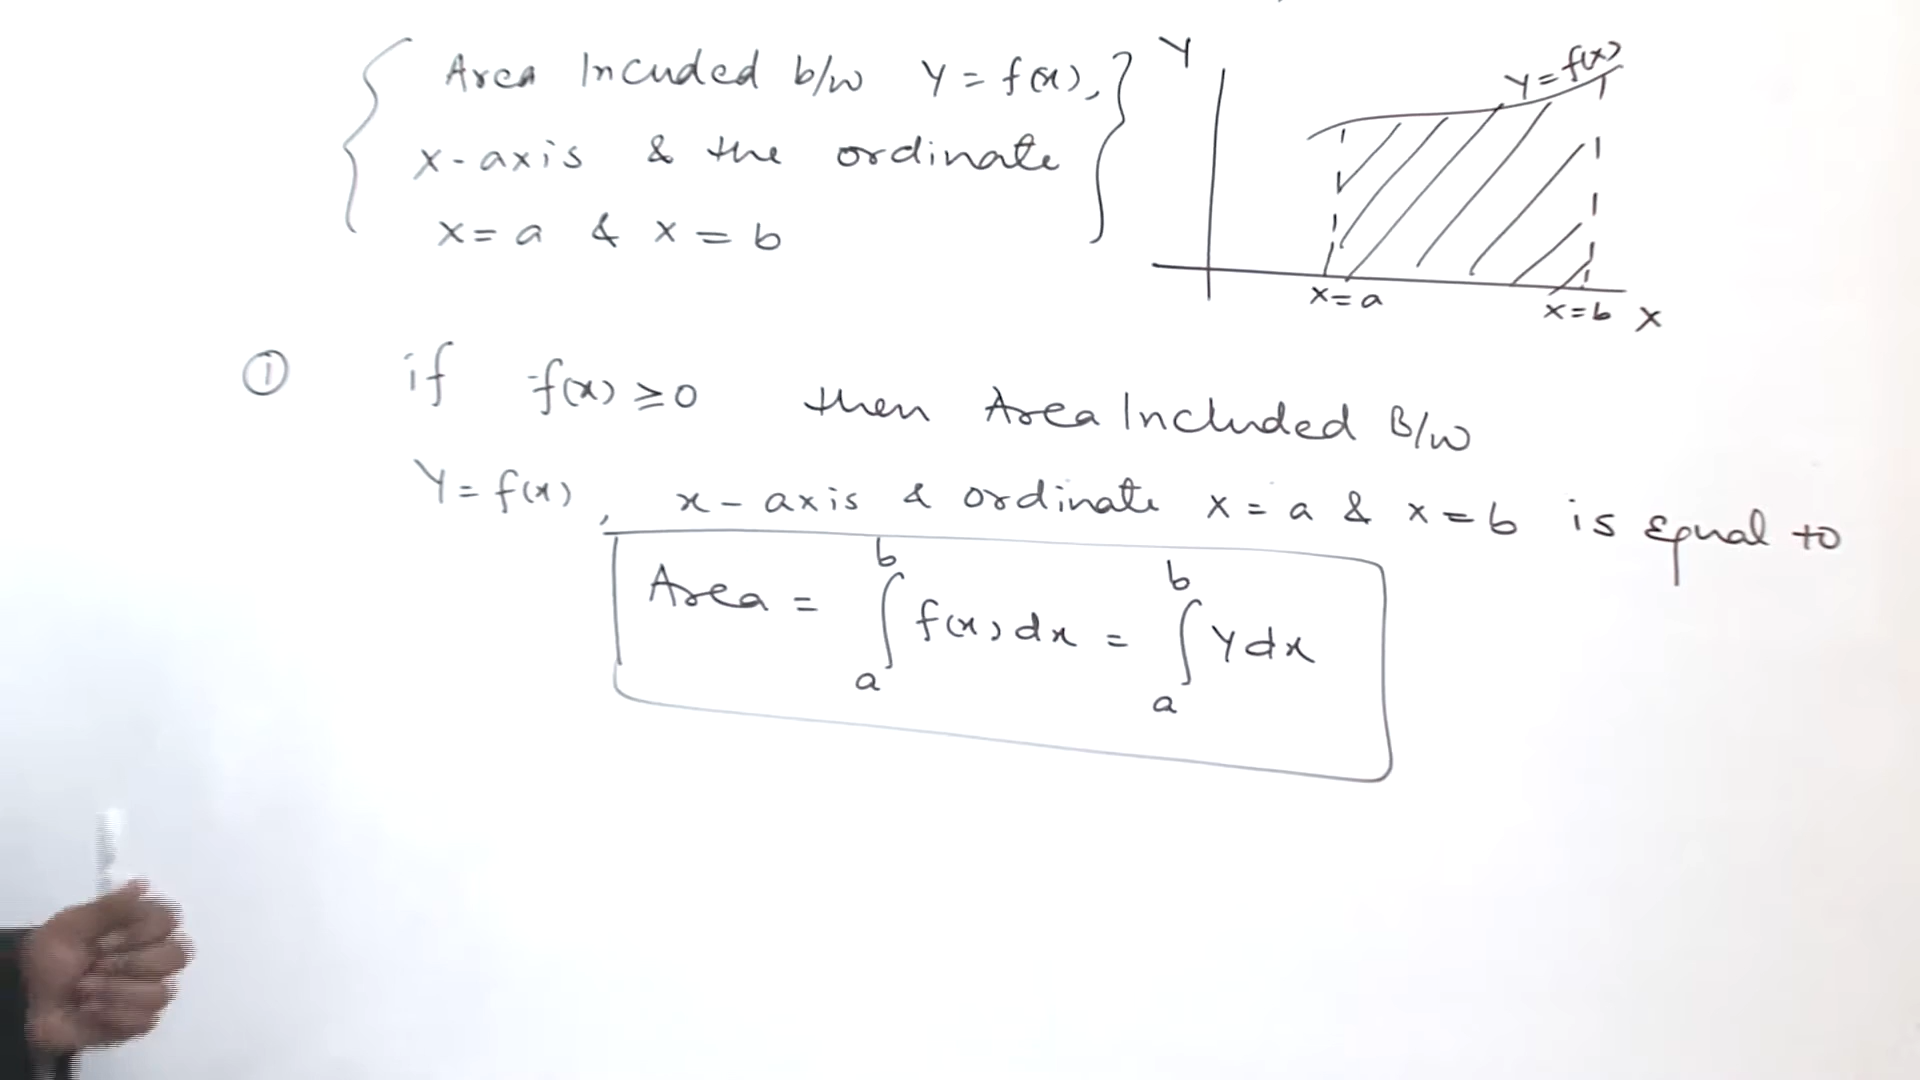 Area Incuded b/w Y = f(x),
x-axis & the ordinate
x = a & x = b
Y
Y = f(x)
x = a
x = b X
① if f(x) ≥ 0 then Area Included B/w
Y = f(x), x-axis & ordinate x = a & x = b is Equal to
Area = ∫_a^b f(x) dx = ∫_a^b Y dx